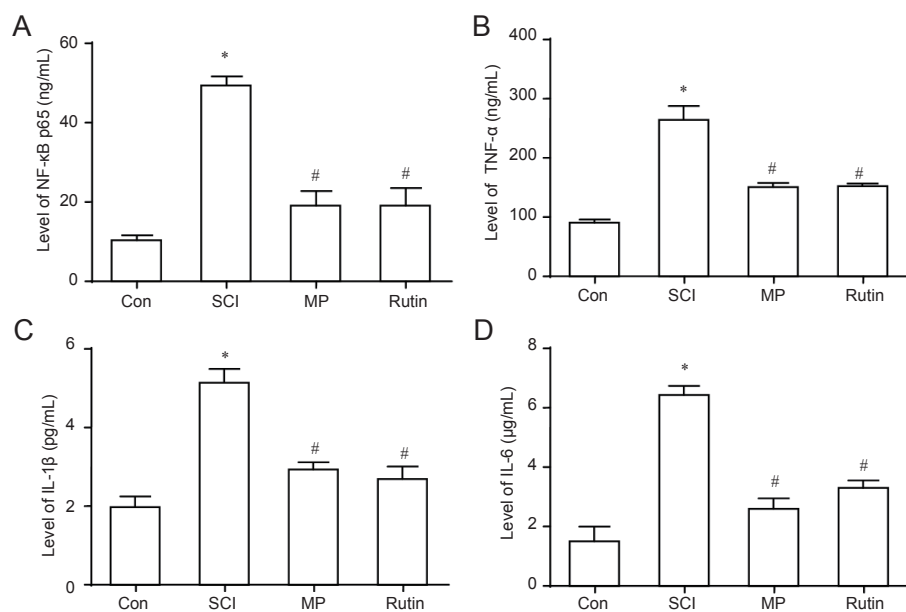 A
Level of NF-κB p65 (ng/mL)
60
40
20
0
*
#
#
Con SCI MP Rutin
B
Level of TNF-α (ng/mL)
400
300
200
100
0
*
#
#
Con SCI MP Rutin
C
Level of IL-1β (pg/mL)
6
4
2
0
*
#
#
Con SCI MP Rutin
D
Level of IL-6 (μg/mL)
8
6
4
2
0
*
#
#
Con SCI MP Rutin